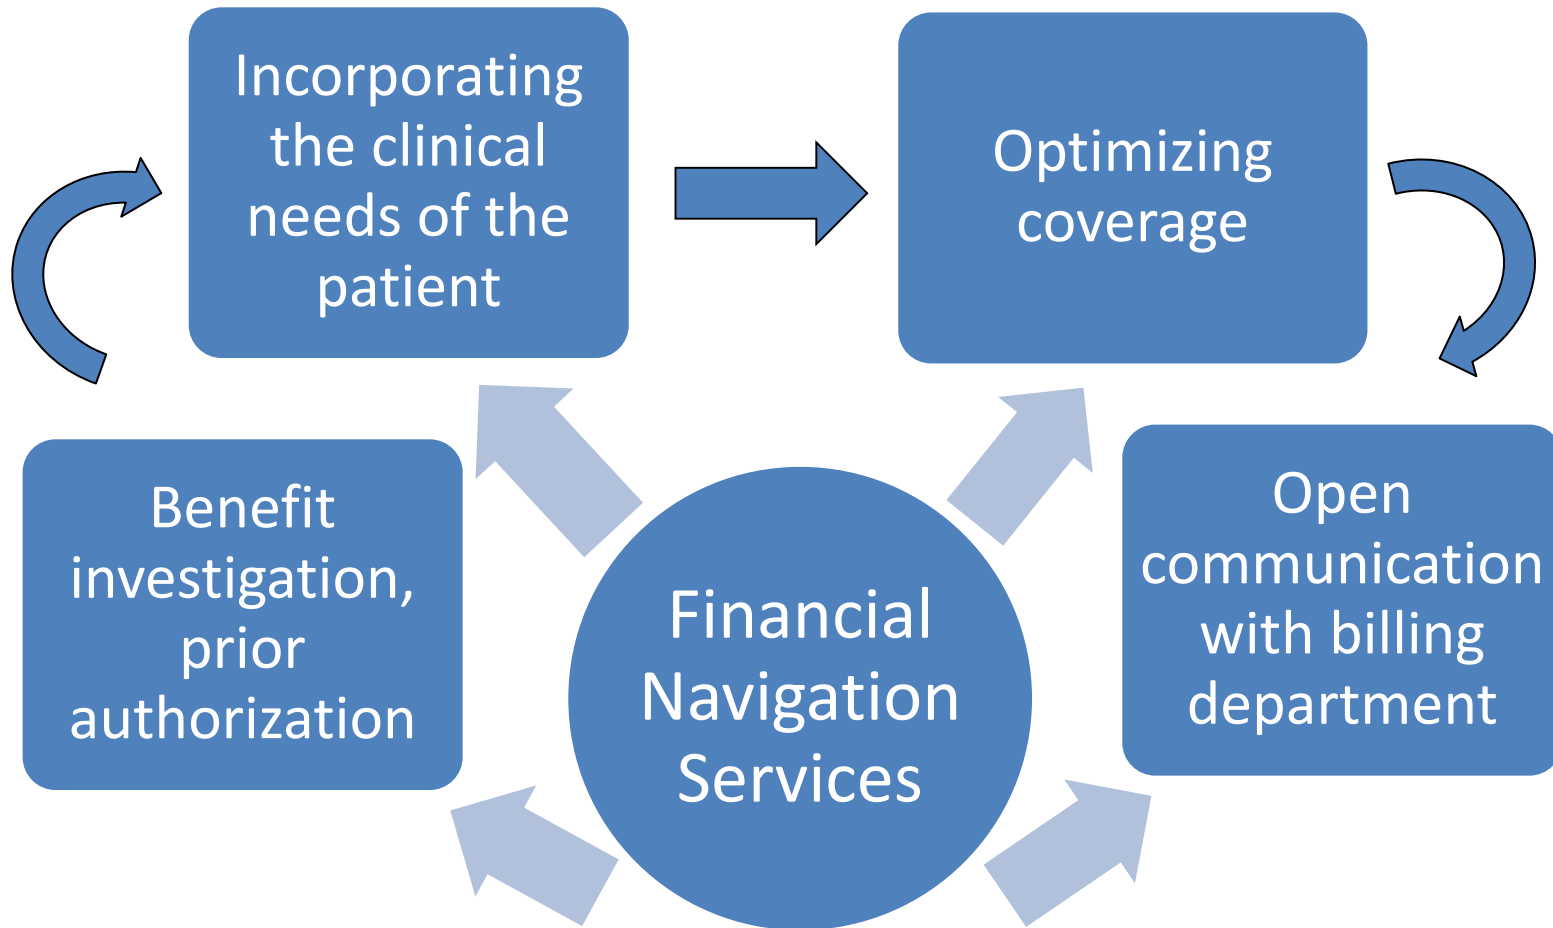 Incorporating
the clinical
needs of the
patient
Optimizing
coverage
Benefit
investigation,
prior
authorization
Financial
Navigation
Services
Open
communication
with billing
department